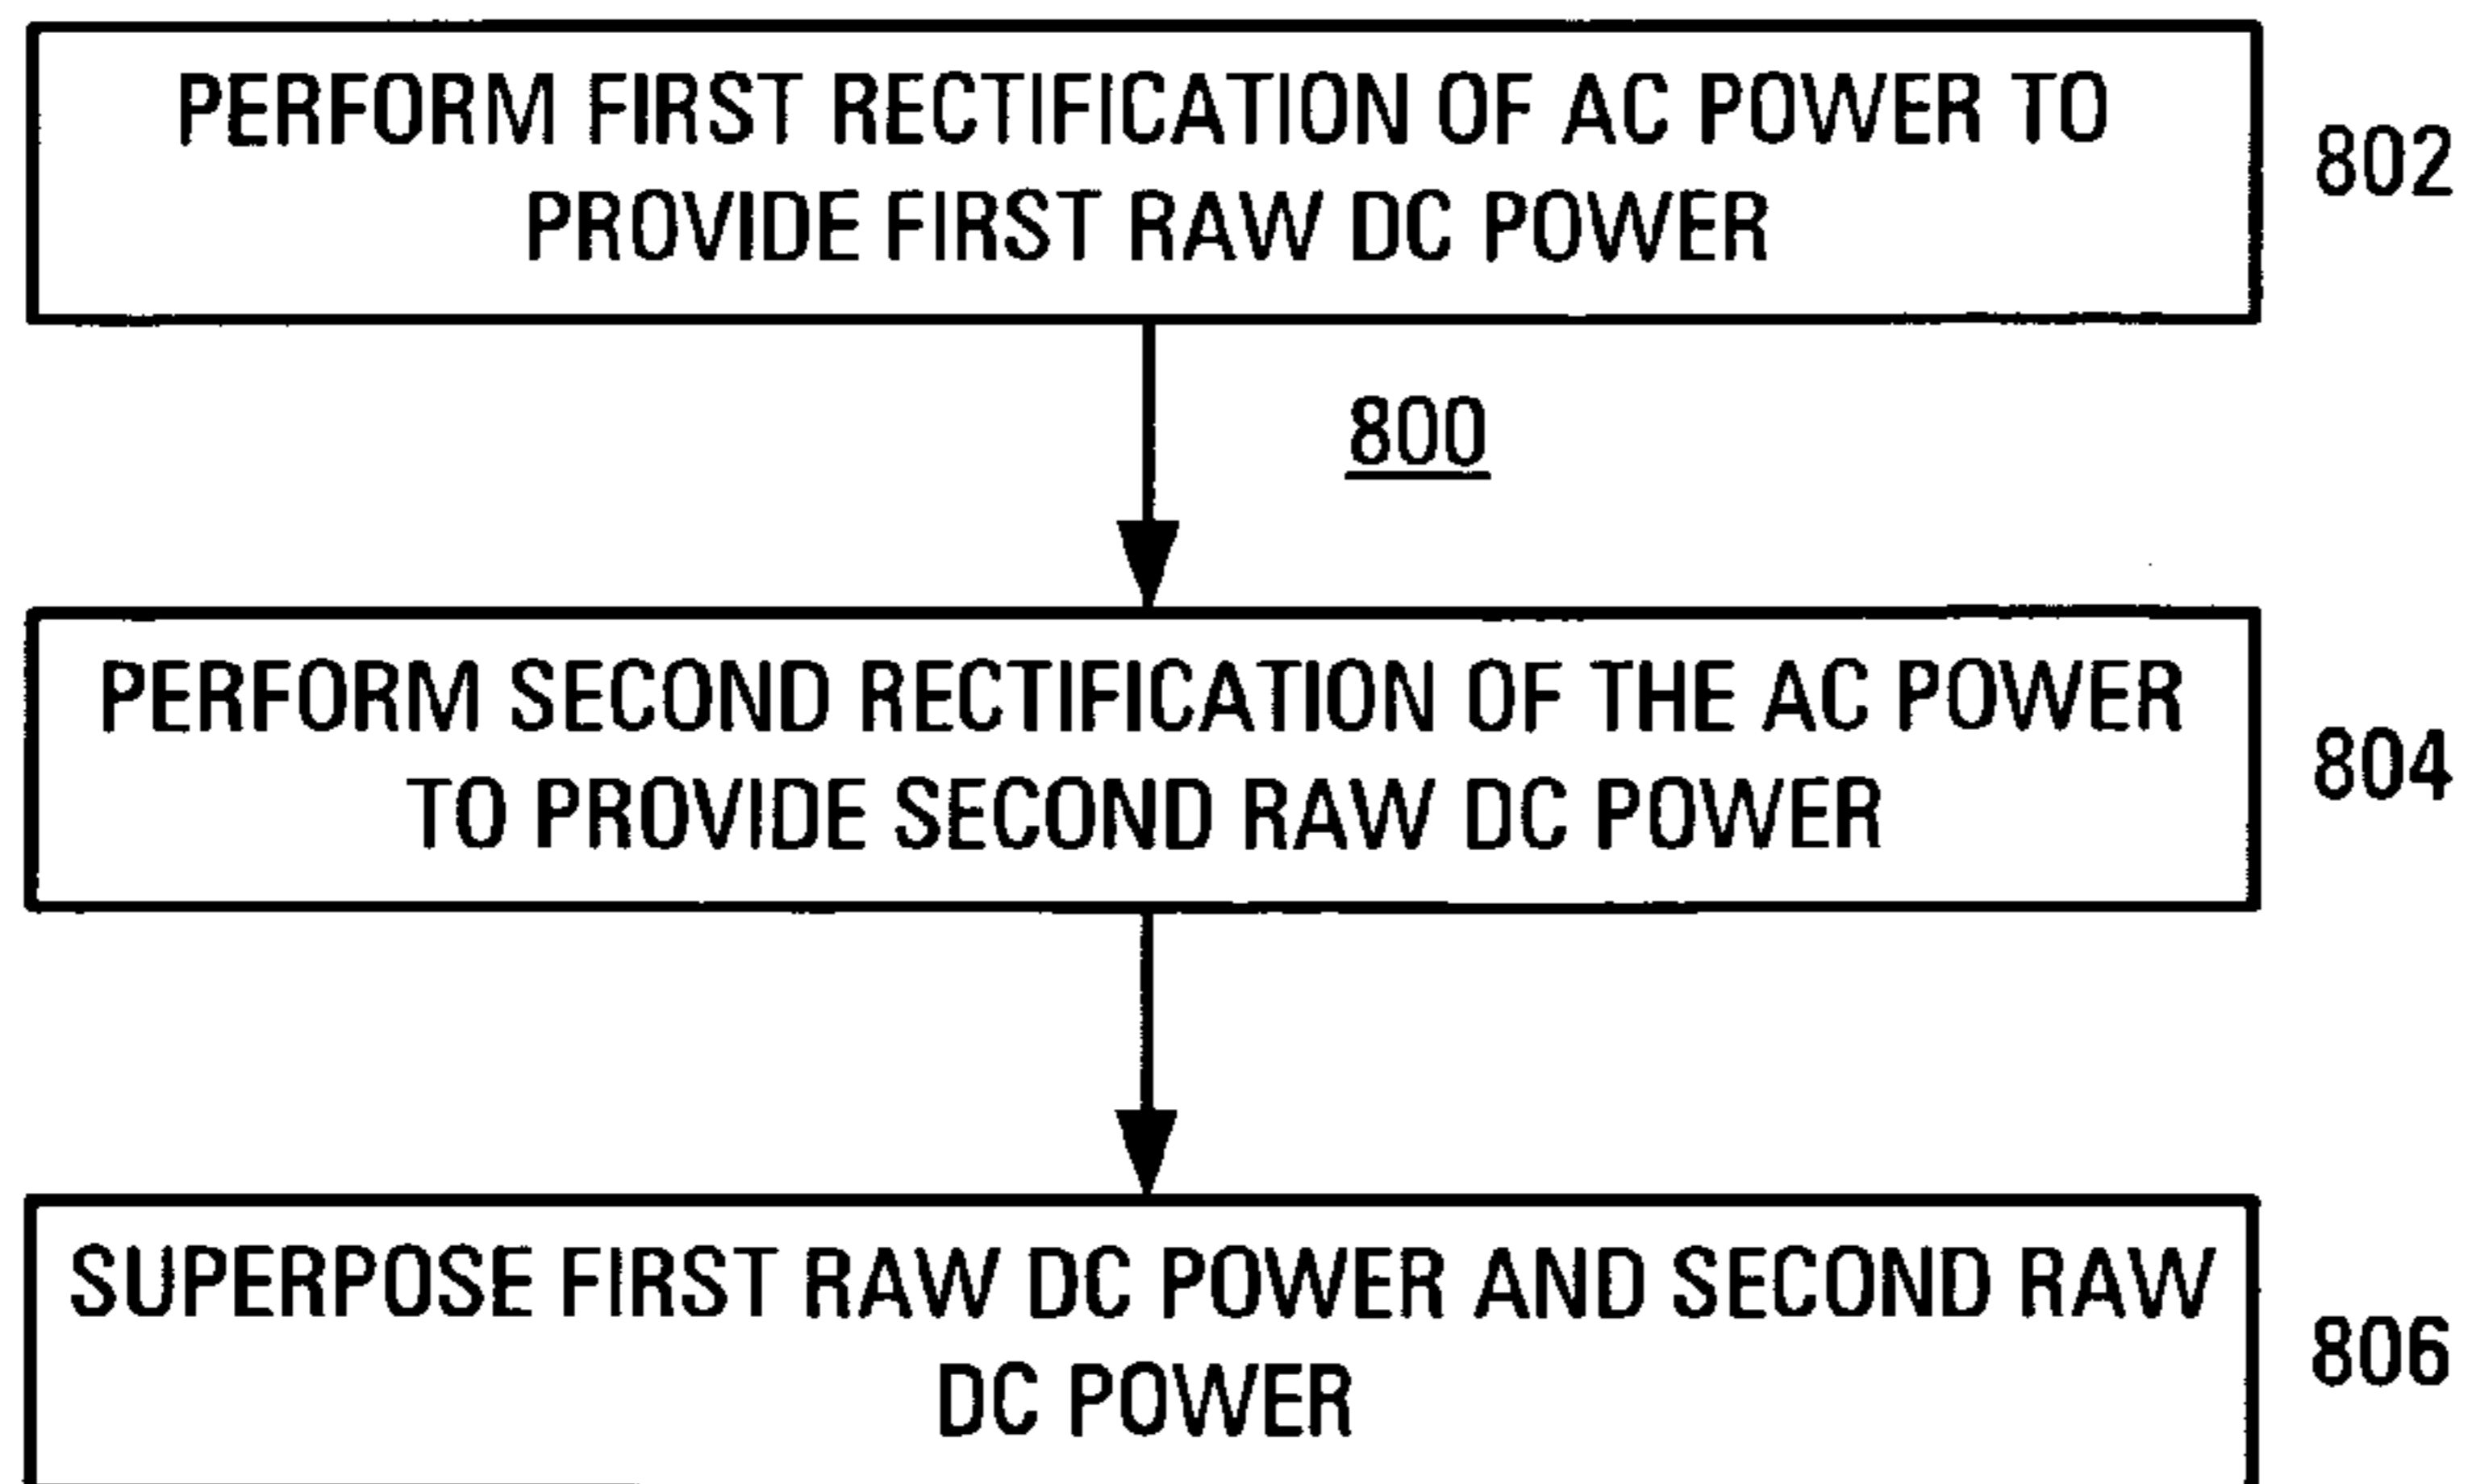 PERFORM FIRST RECTIFICATION OF AC POWER TO
PROVIDE FIRST RAW DC POWER
802
800
PERFORM SECOND RECTIFICATION OF THE AC POWER
TO PROVIDE SECOND RAW DC POWER
804
SUPERPOSE FIRST RAW DC POWER AND SECOND RAW
DC POWER
806